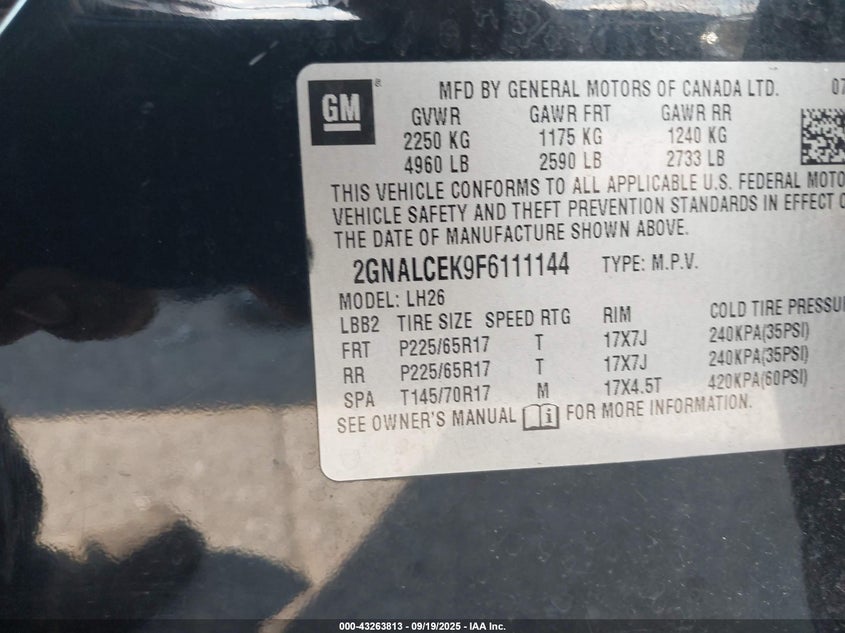 GM
®
MFD BY GENERAL MOTORS OF CANADA LTD. 07
GVWR GAWR FRT GAWR RR
2250 KG 1175 KG 1240 KG
4960 LB 2590 LB 2733 LB
THIS VEHICLE CONFORMS TO ALL APPLICABLE U.S. FEDERAL MOTO
VEHICLE SAFETY AND THEFT PREVENTION STANDARDS IN EFFECT O
THE DATE OF MANUFACTURE SHOWN ABOVE.
2GNALCEK9F6111144 TYPE: M.P.V.
MODEL: LH26
LBB2 TIRE SIZE SPEED RTG RIM COLD TIRE PRESSU
FRT P225/65R17 T 17X7J 240KPA(35PSI)
RR P225/65R17 T 17X7J 240KPA(35PSI)
SPA T145/70R17 M 17X4.5T 420KPA(60PSI)
SEE OWNER'S MANUAL i FOR MORE INFORMATION.
000-43263813 - 09/19/2025 - IAA Inc.